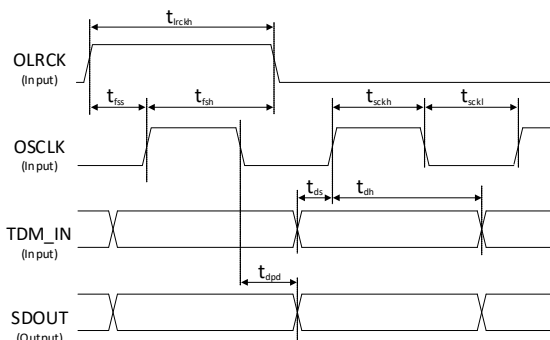 tlrckh
OLRCK
(Input)
tfss
tfsh
tsckh
tsckl
OSCLK
(Input)
tds
tdh
TDM_IN
(Input)
tdpd
SDOUT
(Output)